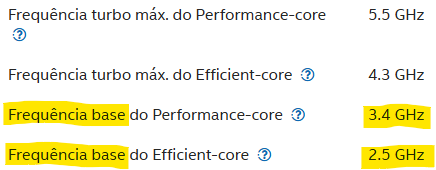 Frequência turbo máx. do Performance-core 5.5 GHz
?
Frequência turbo máx. do Efficient-core ? 4.3 GHz
Frequência base do Performance-core ? 3.4 GHz
Frequência base do Efficient-core ? 2.5 GHz